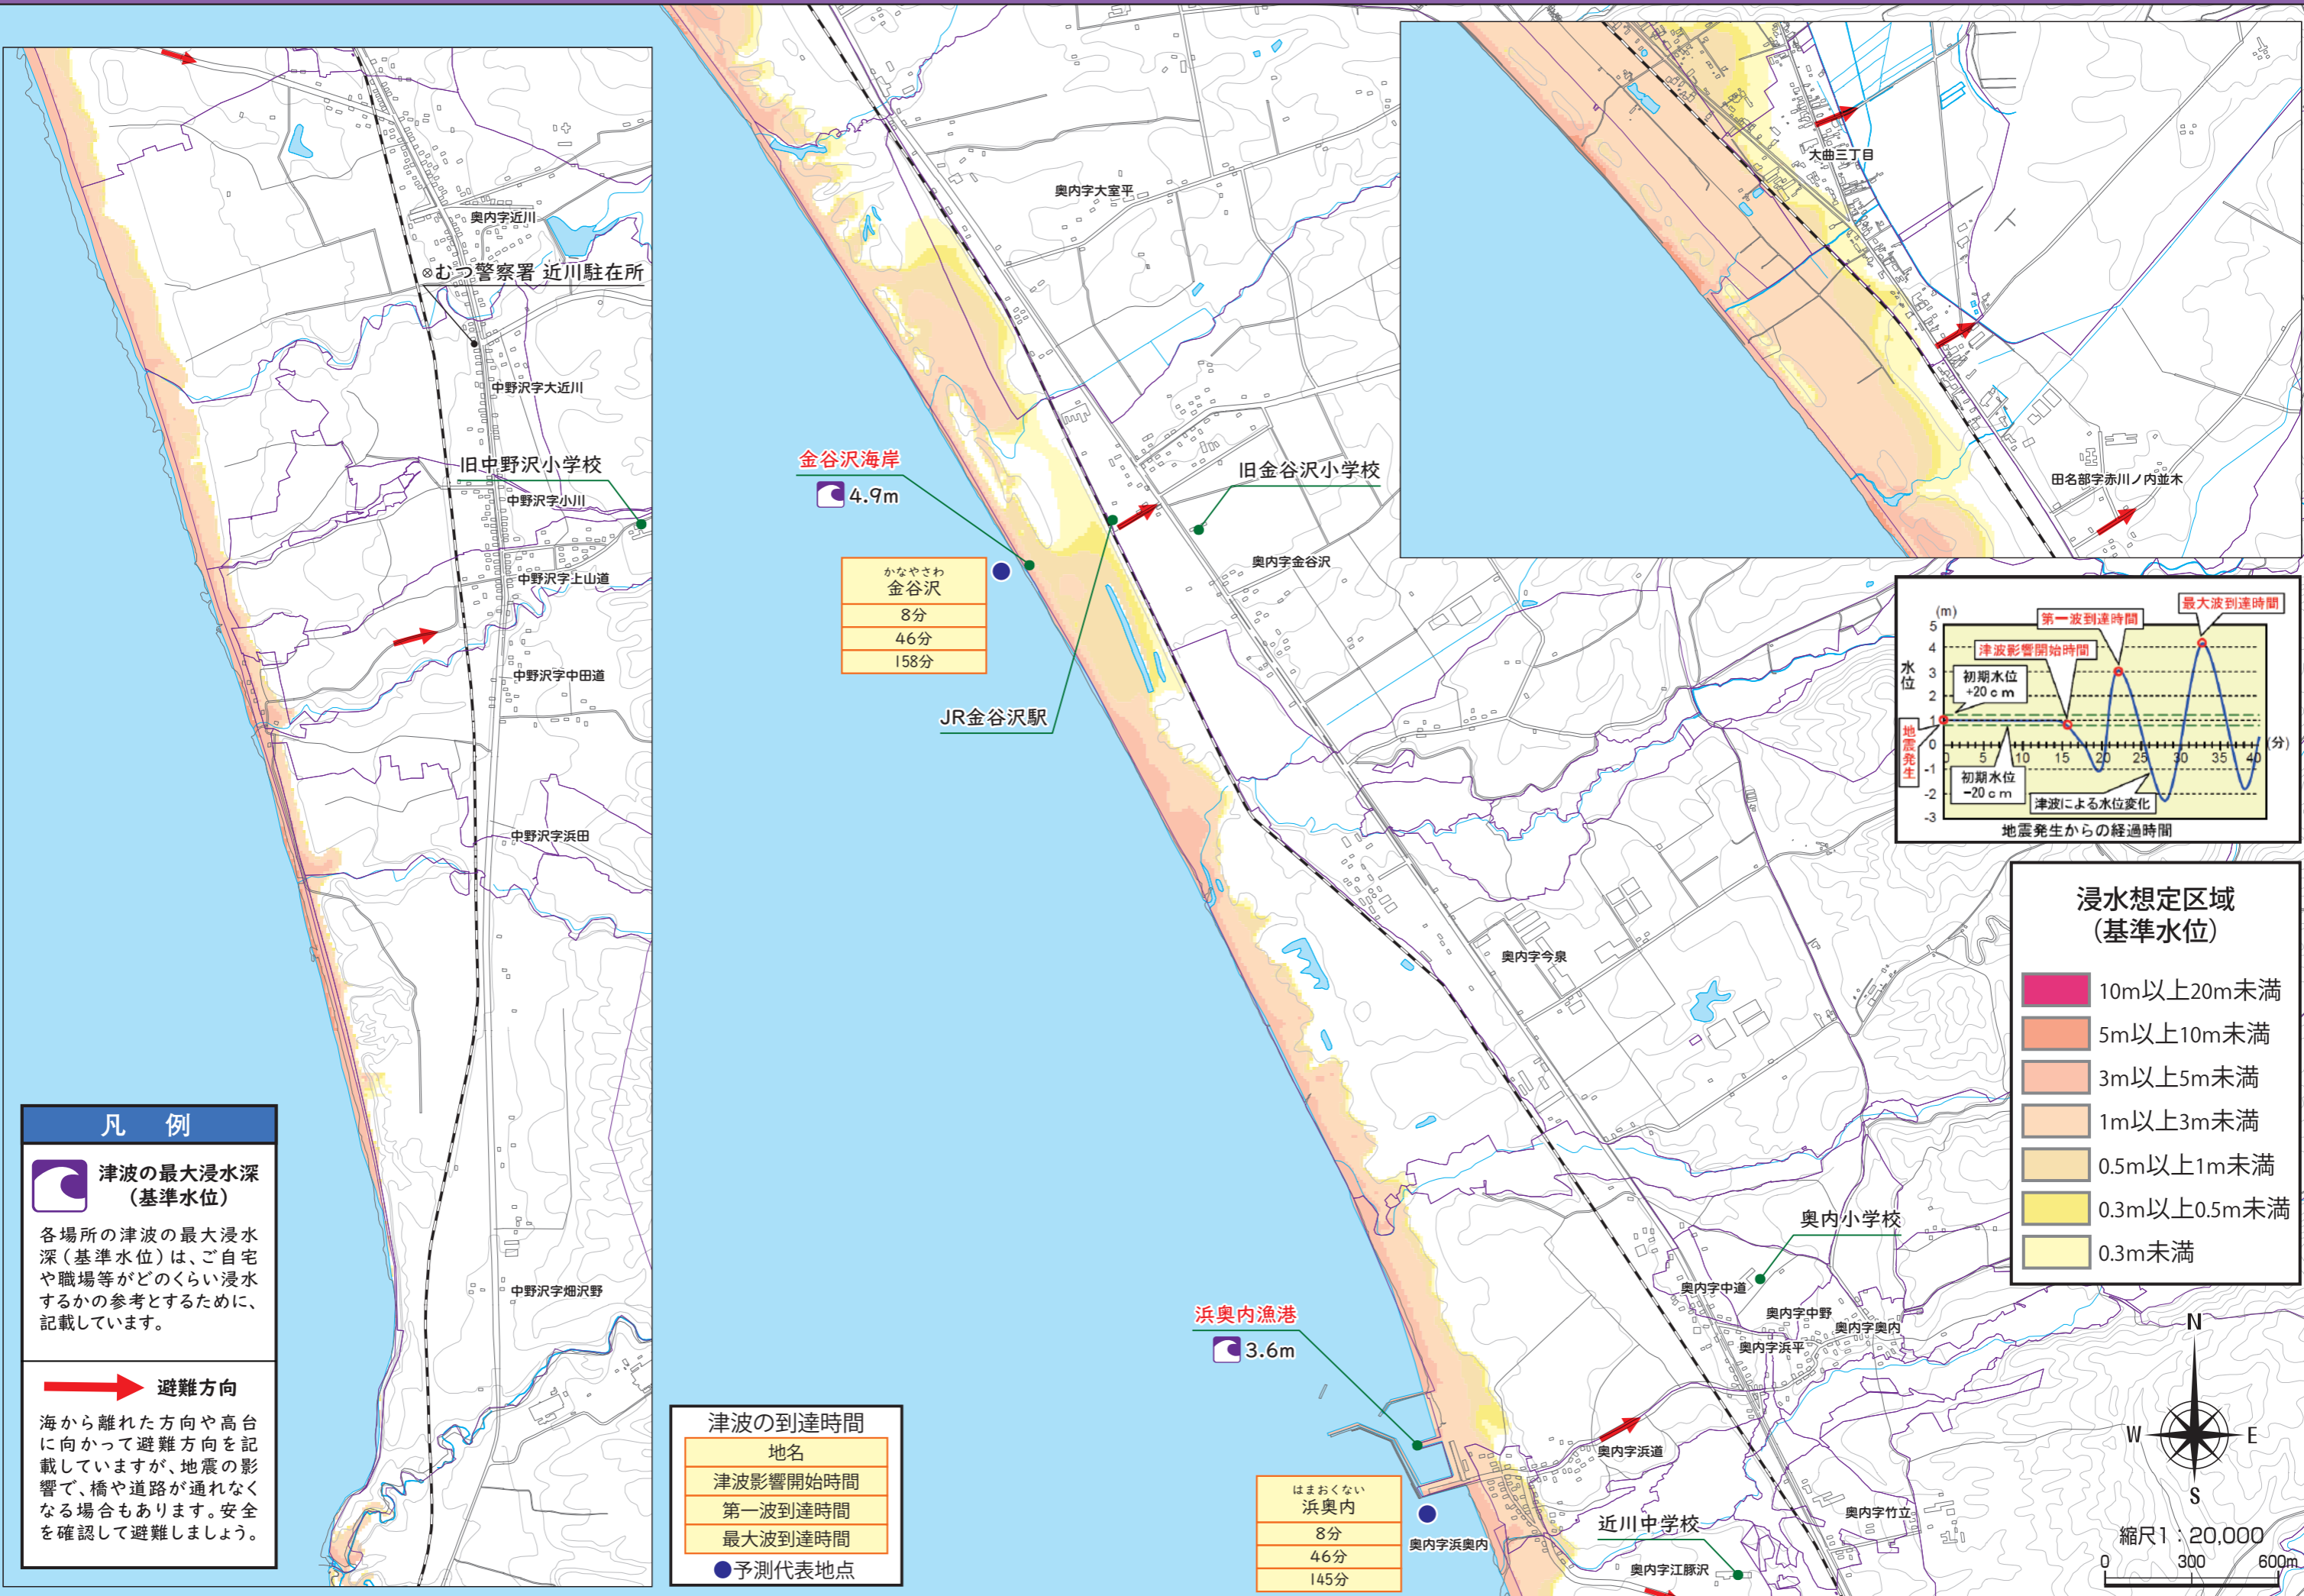 奥内字近川
むつ警察署 近川駐在所
中野沢字大近川
旧中野沢小学校
中野沢字小川
中野沢字上山道
中野沢字中田道
中野沢字浜田
中野沢字畑沢野
凡 例
津波の最大浸水深
(基準水位)
各場所の津波の最大浸水
深(基準水位)は、ご自宅
や職場等がどのくらい浸水
するかの参考とするために、
記載しています。
避難方向
海から離れた方向や高台
に向かって避難方向を記
載していますが、地震の影
響で、橋や道路が通れなく
なる場合もあります。安全
を確認して避難しましょう。
奥内字大室平
金谷沢海岸
4.9m
旧金谷沢小学校
奥内字金谷沢
かなやさわ
金谷沢
8分
46分
158分
JR金谷沢駅
奥内字今泉
奥内小学校
奥内字中道
奥内字中野
奥内字奥内
奥内字浜平
浜奥内漁港
3.6m
奥内字浜道
はまおくない
浜奥内
8分
46分
145分
奥内字浜奥内
近川中学校
奥内字竹立
奥内字江豚沢
津波の到達時間
地名
津波影響開始時間
第一波到達時間
最大波到達時間
●予測代表地点
大曲三丁目
田名部字赤川ノ内並木
(m)
最大波到達時間
第一波到達時間
津波影響開始時間
初期水位
+20cm
水位
5
4
3
2
1
0
-1
-2
-3
地震発生
0 5 10 15 20 25 30 35 40
(分)
初期水位
-20cm
津波による水位変化
地震発生からの経過時間
浸水想定区域
(基準水位)
10m以上20m未満
5m以上10m未満
3m以上5m未満
1m以上3m未満
0.5m以上1m未満
0.3m以上0.5m未満
0.3m未満
N
W E
S
縮尺1:20,000
0 300 600m